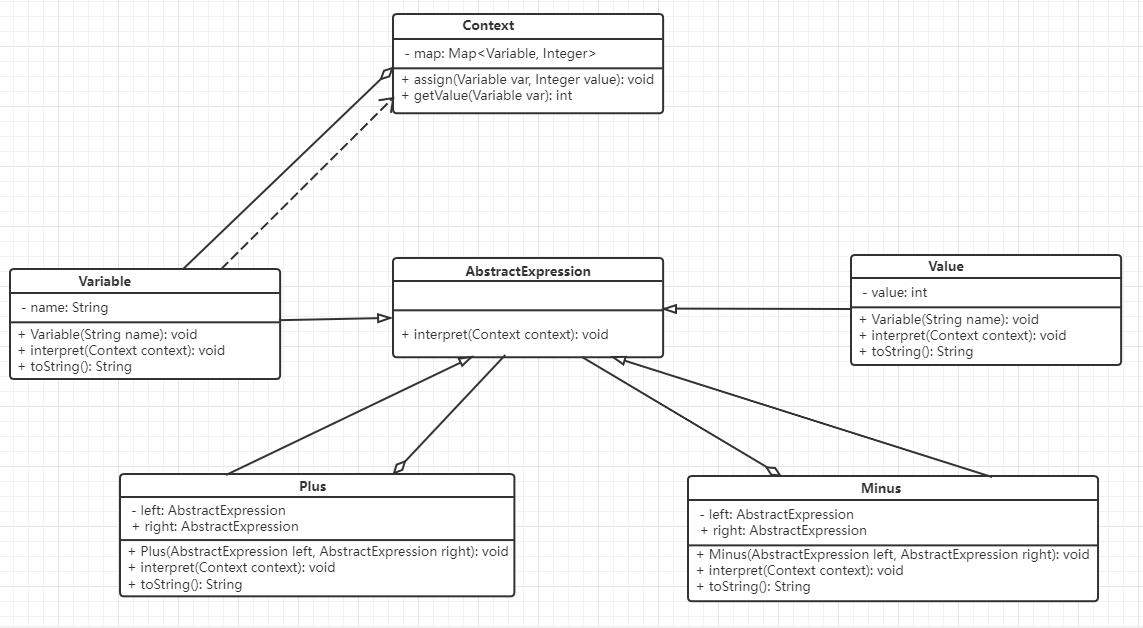 Context
- map: Map<Variable, Integer>
+ assign(Variable var, Integer value): void
+ getValue(Variable var): int
Variable
- name: String
+ Variable(String name): void
+ interpret(Context context): void
+ toString(): String
AbstractExpression
+ interpret(Context context): void
Value
- value: int
+ Variable(String name): void
+ interpret(Context context): void
+ toString(): String
Plus
- left: AbstractExpression
+ right: AbstractExpression
+ Plus(AbstractExpression left, AbstractExpression right): void
+ interpret(Context context): void
+ toString(): String
Minus
- left: AbstractExpression
+ right: AbstractExpression
+ Minus(AbstractExpression left, AbstractExpression right): void
+ interpret(Context context): void
+ toString(): String